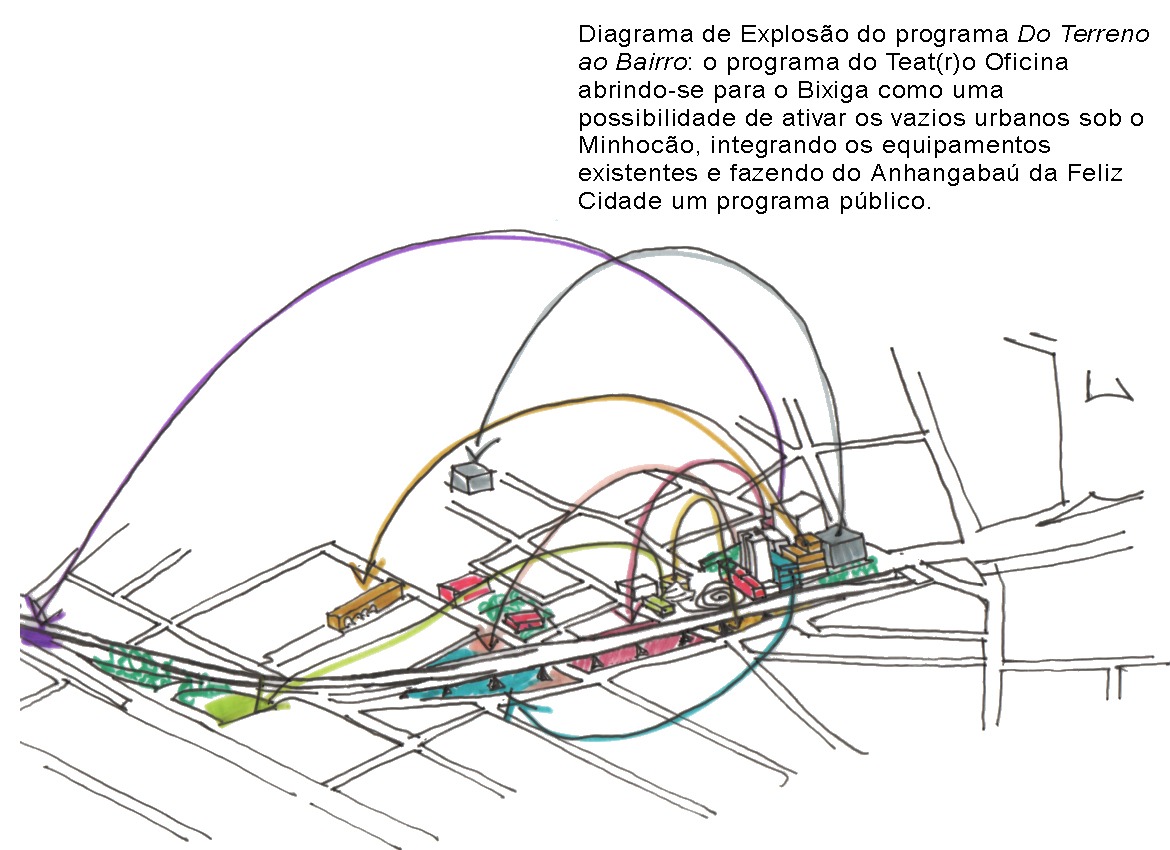 Diagrama de Explosão do programa Do Terreno
ao Bairro: o programa do Teat(r)o Oficina
abrindo-se para o Bixiga como uma
possibilidade de ativar os vazios urbanos sob o
Minhocão, integrando os equipamentos
existentes e fazendo do Anhangabaú da Feliz
Cidade um programa público.